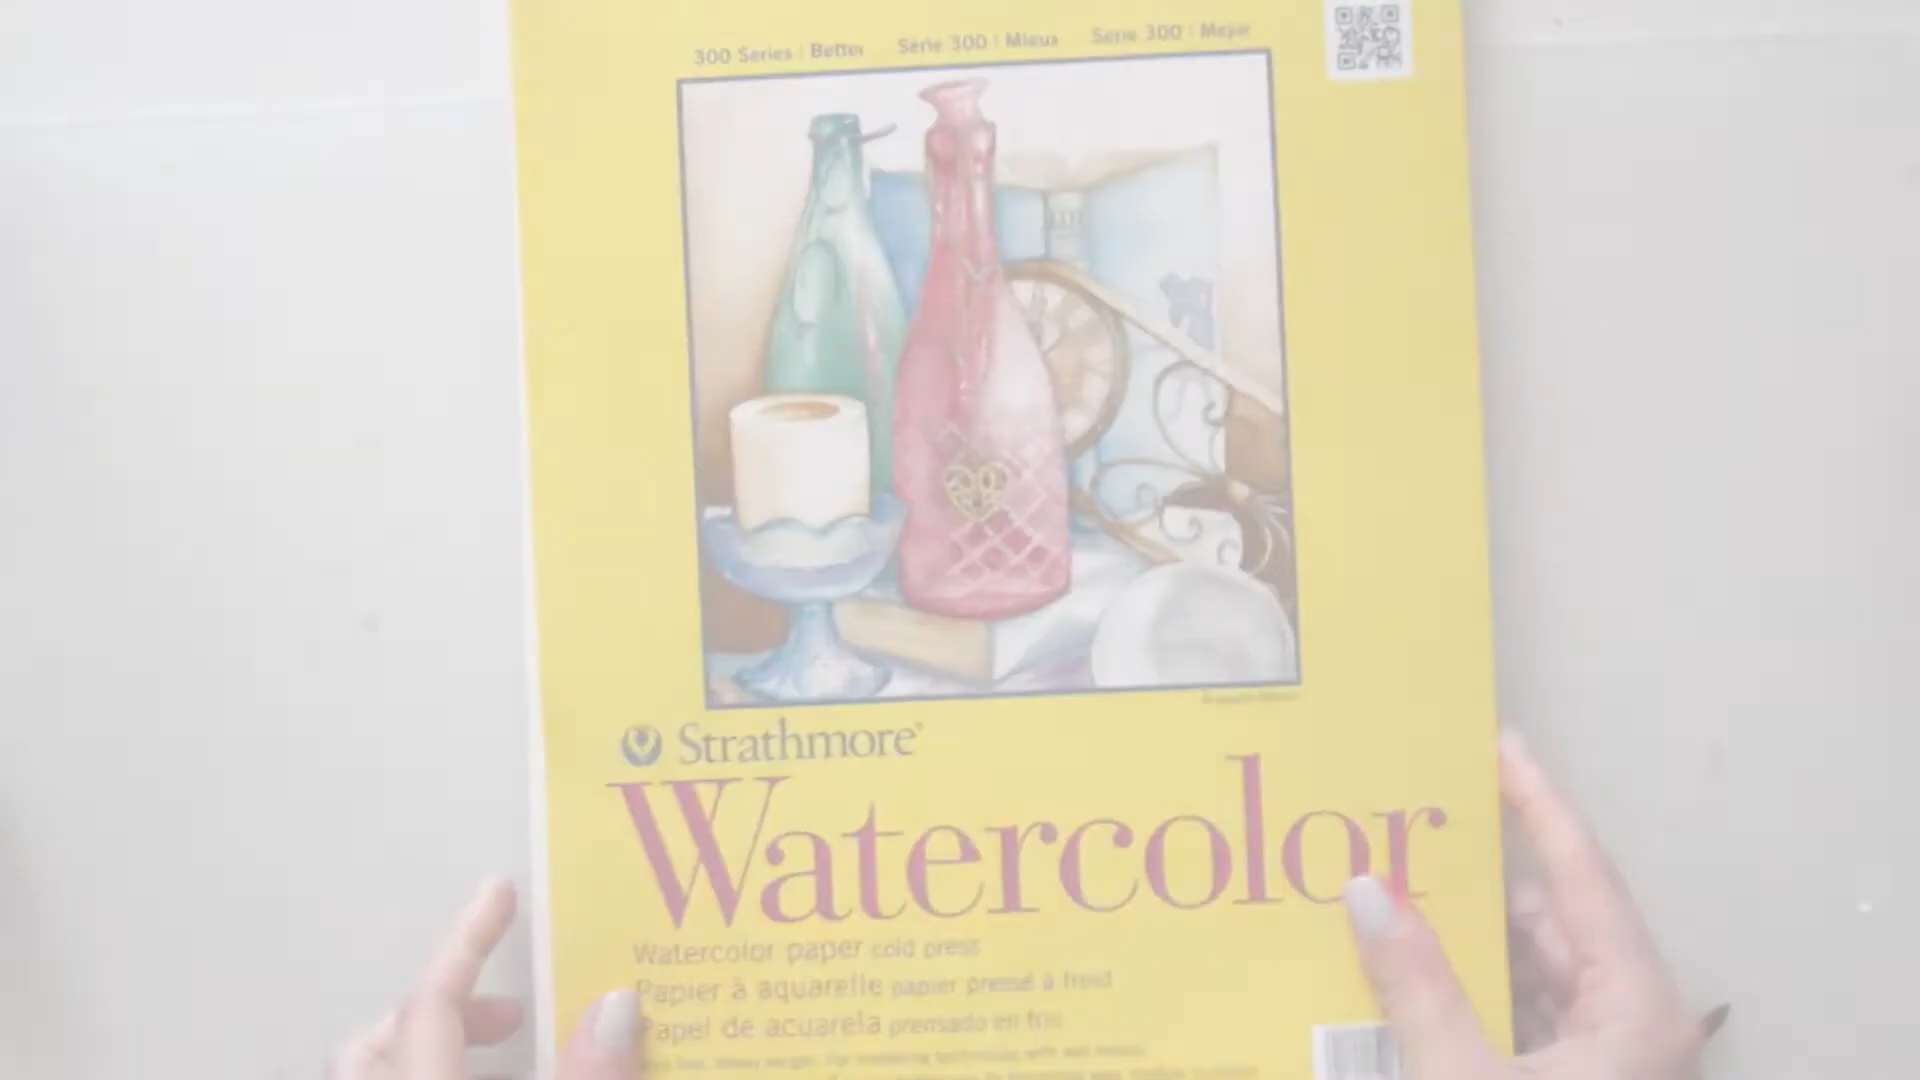 300 Series | Better Série 300 | Mieux Serie 300 | Mejor
Strathmore®
Watercolor
Watercolor paper cold press
Papier à aquarelle papier pressé à froid
Papel de acuarela prensado en frío